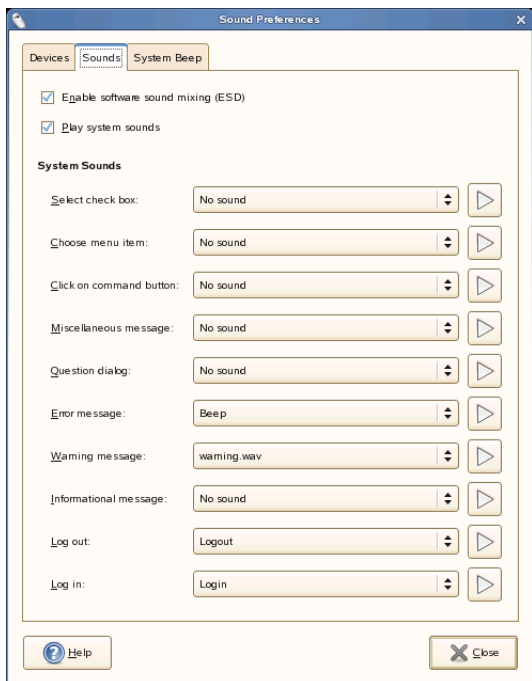 Sound Preferences
Devices Sounds System Beep
Enable software sound mixing (ESD)
Play system sounds
System Sounds
Select check box: No sound
Choose menu item: No sound
Click on command button: No sound
Miscellaneous message: No sound
Question dialog: No sound
Error message: Beep
Warning message: warning.wav
Informational message: No sound
Log out: Logout
Log in: Login
Help Close